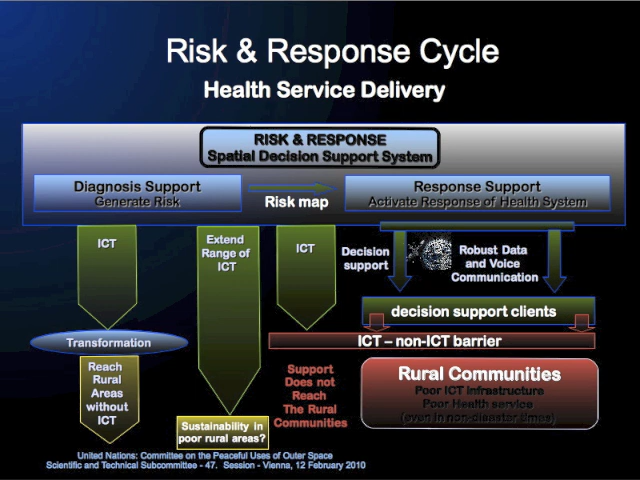 Risk & Response Cycle
Health Service Delivery
RISK & RESPONSE
Spatial Decision Support System
Diagnosis Support
Generate Risk
Risk map
Response Support
Activate Response of Health System
ICT
Extend
Range of
ICT
ICT
Decision
support
Robust Data
and Voice
Communication
decision support clients
Transformation
ICT – non-ICT barrier
Reach
Rural
Areas
without
ICT
Support
Does not
Reach
The Rural
Communities
Rural Communities
Poor ICT Infrastructure
Poor Health service
(even in non-disaster times)
Sustainability in
poor rural areas?
United Nations: Committee on the Peaceful Uses of Outer Space
Scientific and Technical Subcommittee - 47. Session - Vienna, 12 February 2010